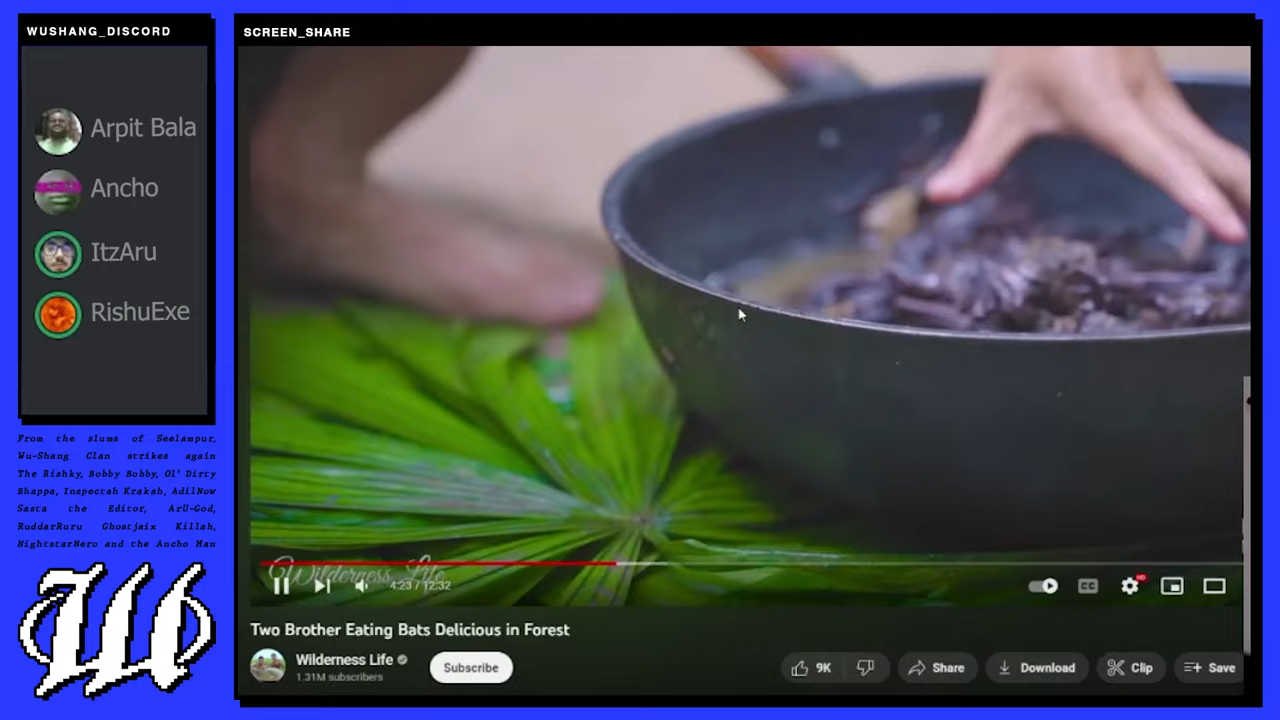 WUSHANG_DISCORD
SCREEN_SHARE
Arpit Bala
Ancho
ItzAru
RishuExe
From the slums of Seelampur,
Wu-Shang Clan strikes again
The Rishky, Bobby Bobby, Ol' Dirty
Bhappa, Inspectah Krakah, AdilNow
Sasta the Editor, ArU-God,
RuddarRuru Ghostjaix Killah,
NightstarNero and the Ancho Man
W
Wilderness Life
4:23 / 12:32
CC
HD
Two Brother Eating Bats Delicious in Forest
Wilderness Life
1.31M subscribers
Subscribe
9K
Share
Download
Clip
Save